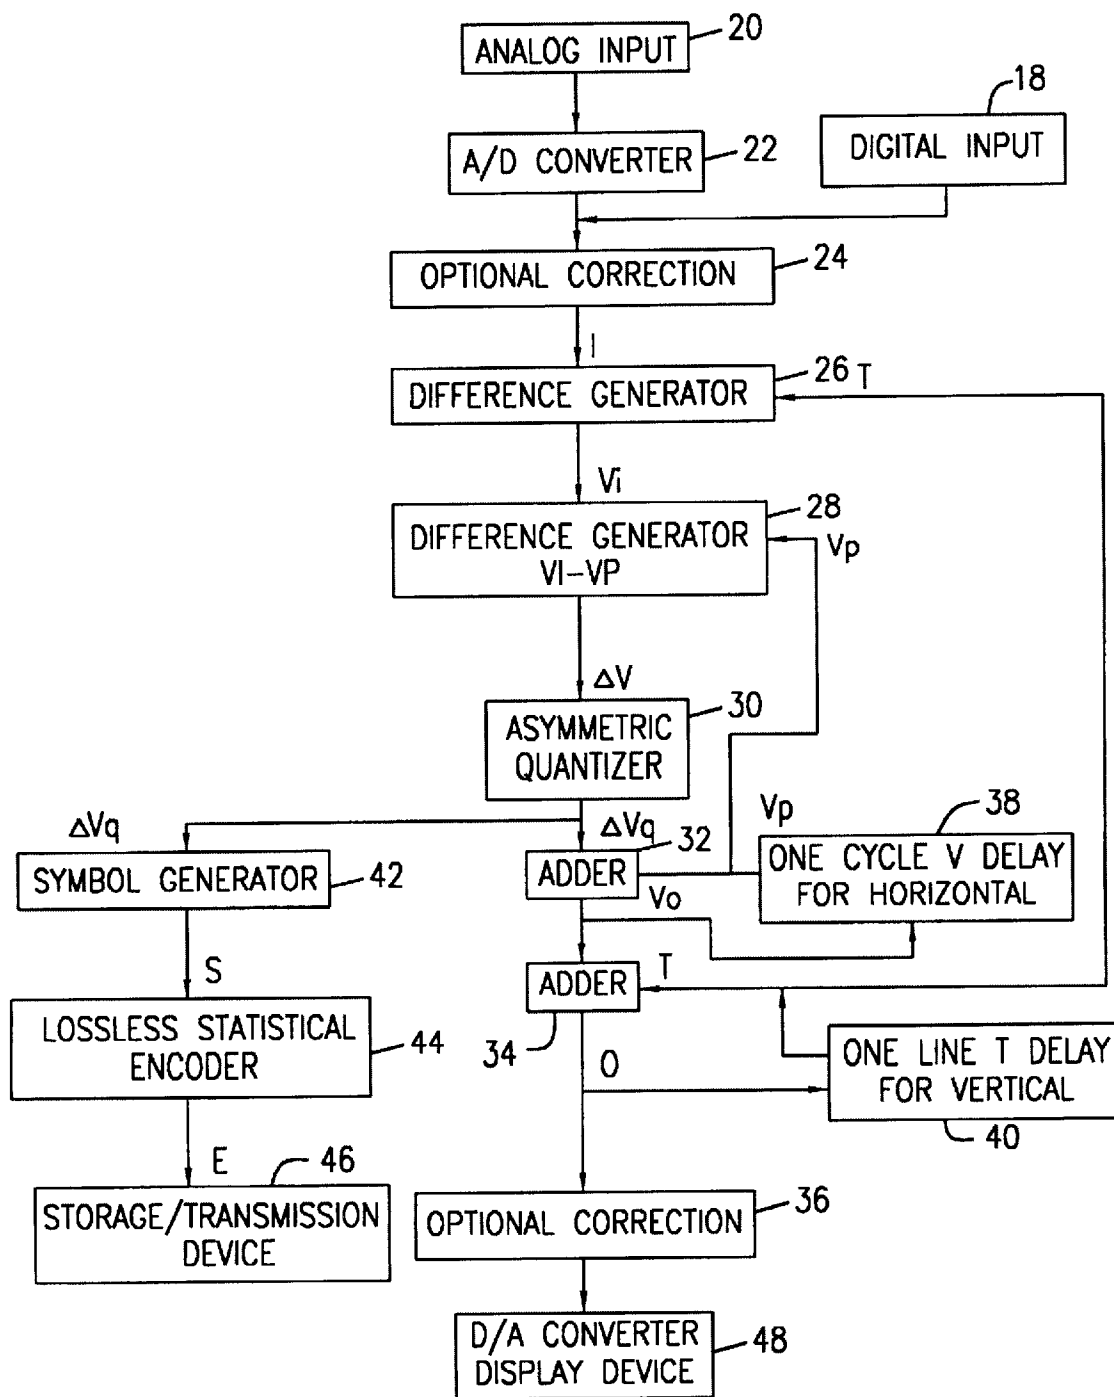 ANALOG INPUT
20
18
A/D CONVERTER
22
DIGITAL INPUT
OPTIONAL CORRECTION
24
I
DIFFERENCE GENERATOR
26
T
Vi
28
DIFFERENCE GENERATOR
VI-VP
Vp
ΔV
ASYMMETRIC
QUANTIZER
30
ΔVq
ΔVq
32
Vp
38
SYMBOL GENERATOR
42
ADDER
Vo
ONE CYCLE V DELAY
FOR HORIZONTAL
S
ADDER
T
34
LOSSLESS STATISTICAL
ENCODER
44
O
ONE LINE T DELAY
FOR VERTICAL
40
E
46
STORAGE/TRANSMISSION
DEVICE
OPTIONAL CORRECTION
36
D/A CONVERTER
DISPLAY DEVICE
48